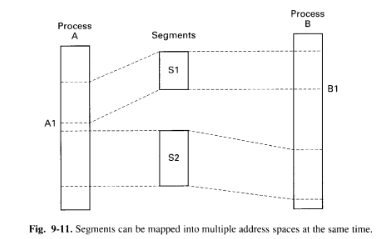 Process
A
Segments
Process
B
S1
B1
A1
S2
Fig. 9-11. Segments can be mapped into multiple address spaces at the same time.